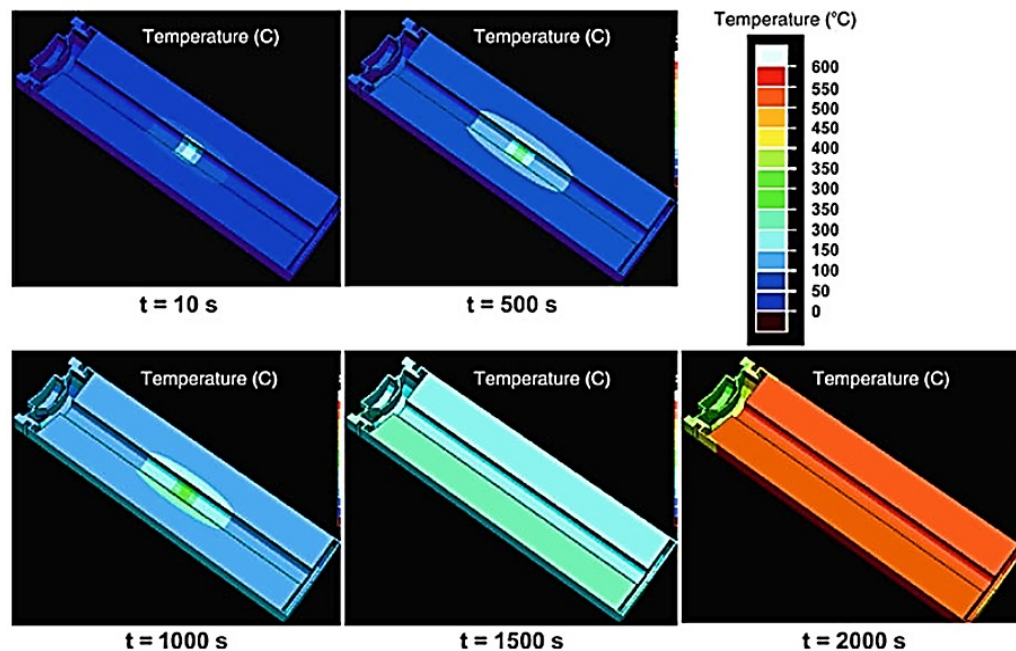 Temperature (C)
Temperature (C)
Temperature (°C)
600
550
500
450
400
350
300
350
300
150
100
50
0
t = 10 s
t = 500 s
Temperature (C)
Temperature (C)
Temperature (C)
t = 1000 s
t = 1500 s
t = 2000 s